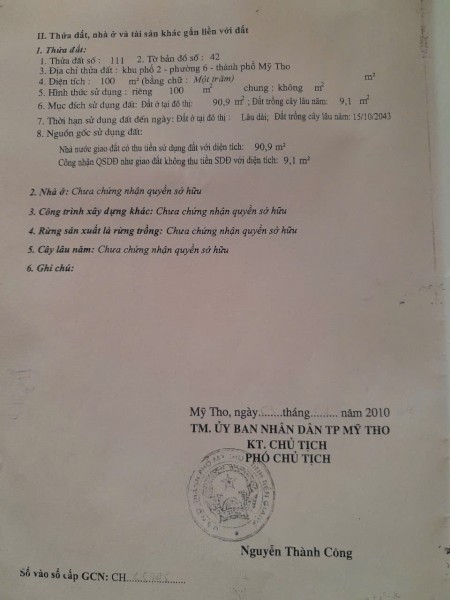 II. Thửa đất, nhà ở và tài sản khác gắn liền với đất
1. Thửa đất:
1. Thửa đất số : 111 2. Tờ bản đồ số : 42
3. Địa chỉ thửa đất : khu phố 2 - phường 6 - thành phố Mỹ Tho
4. Diện tích : 100 m² (bằng chữ : Một trăm) m²
5. Hình thức sử dụng : riêng 100 m² chung : không m²
6. Mục đích sử dụng đất: Đất ở tại đô thị : 90,9 m² ; Đất trồng cây lâu năm: 9,1 m²
7. Thời hạn sử dụng đất đến ngày: Đất ở tại đô thị : Lâu dài; Đất trồng cây lâu năm: 15/10/2043
8. Nguồn gốc sử dụng đất:
Nhà nước giao đất có thu tiền sử dụng đất với diện tích: 90,9 m²
Công nhận QSDĐ như giao đất không thu tiền SDĐ với diện tích: 9,1 m²
2. Nhà ở: Chưa chứng nhận quyền sở hữu
3. Công trình xây dựng khác: Chưa chứng nhận quyền sở hữu
4. Rừng sản xuất là rừng trồng: Chưa chứng nhận quyền sở hữu
5. Cây lâu năm: Chưa chứng nhận quyền sở hữu
6. Ghi chú:
Mỹ Tho, ngày........tháng......... năm 2010
TM. ỦY BAN NHÂN DÂN TP MỸ THO
KT. CHỦ TỊCH
PHÓ CHỦ TỊCH
Nguyễn Thành Công
Số vào sổ cấp GCN: CH